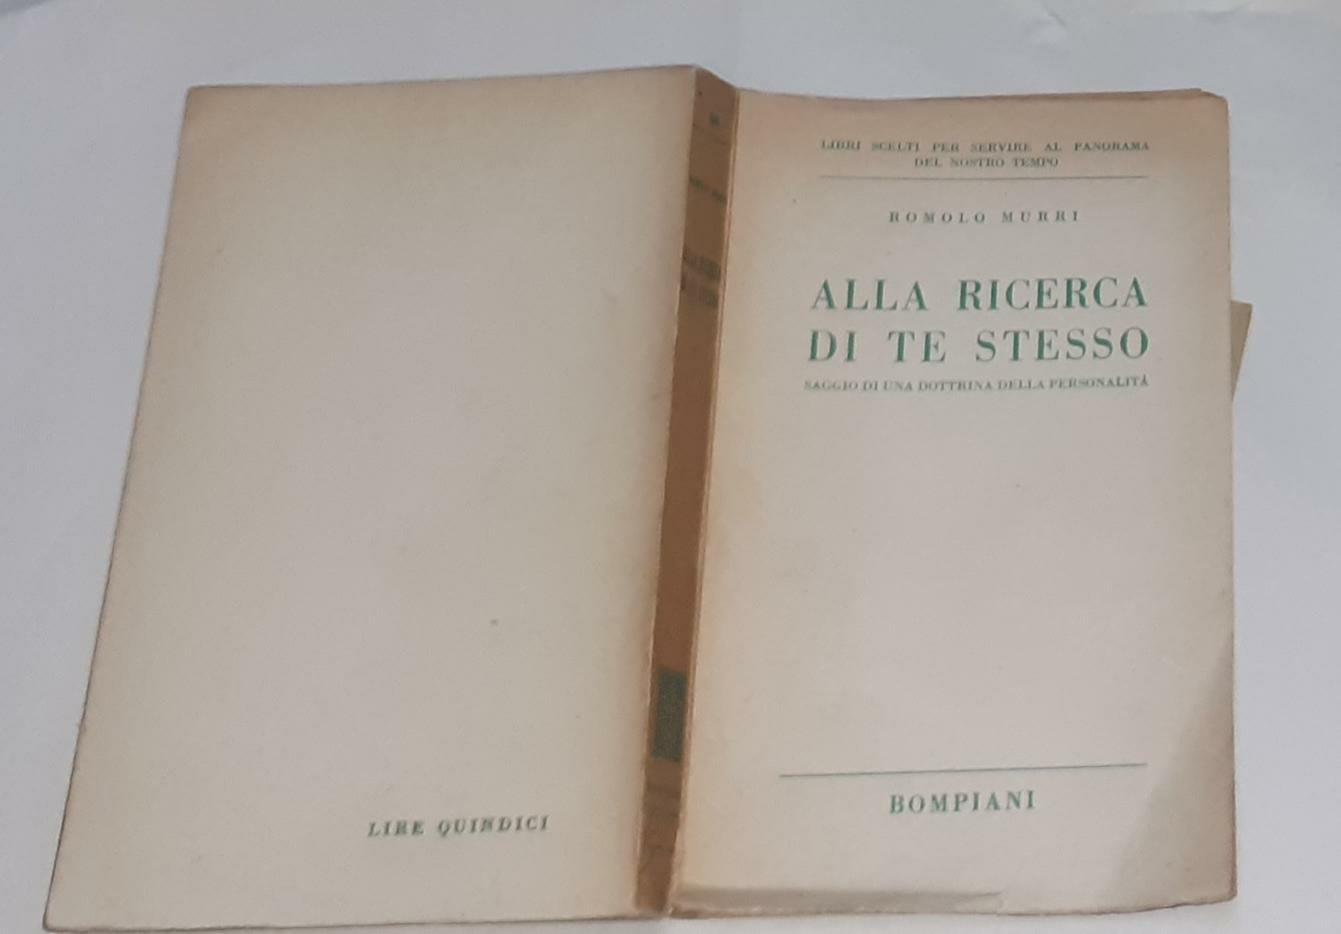 LIBRI SCELTI PER SERVIRE AL PANORAMA
DEL NOSTRO TEMPO
ROMOLO MURRI
ALLA RICERCA
DI TE STESSO
SAGGIO DI UNA DOTTRINA DELLA PERSONALITÀ
BOMPIANI
LIRE QUINDICI